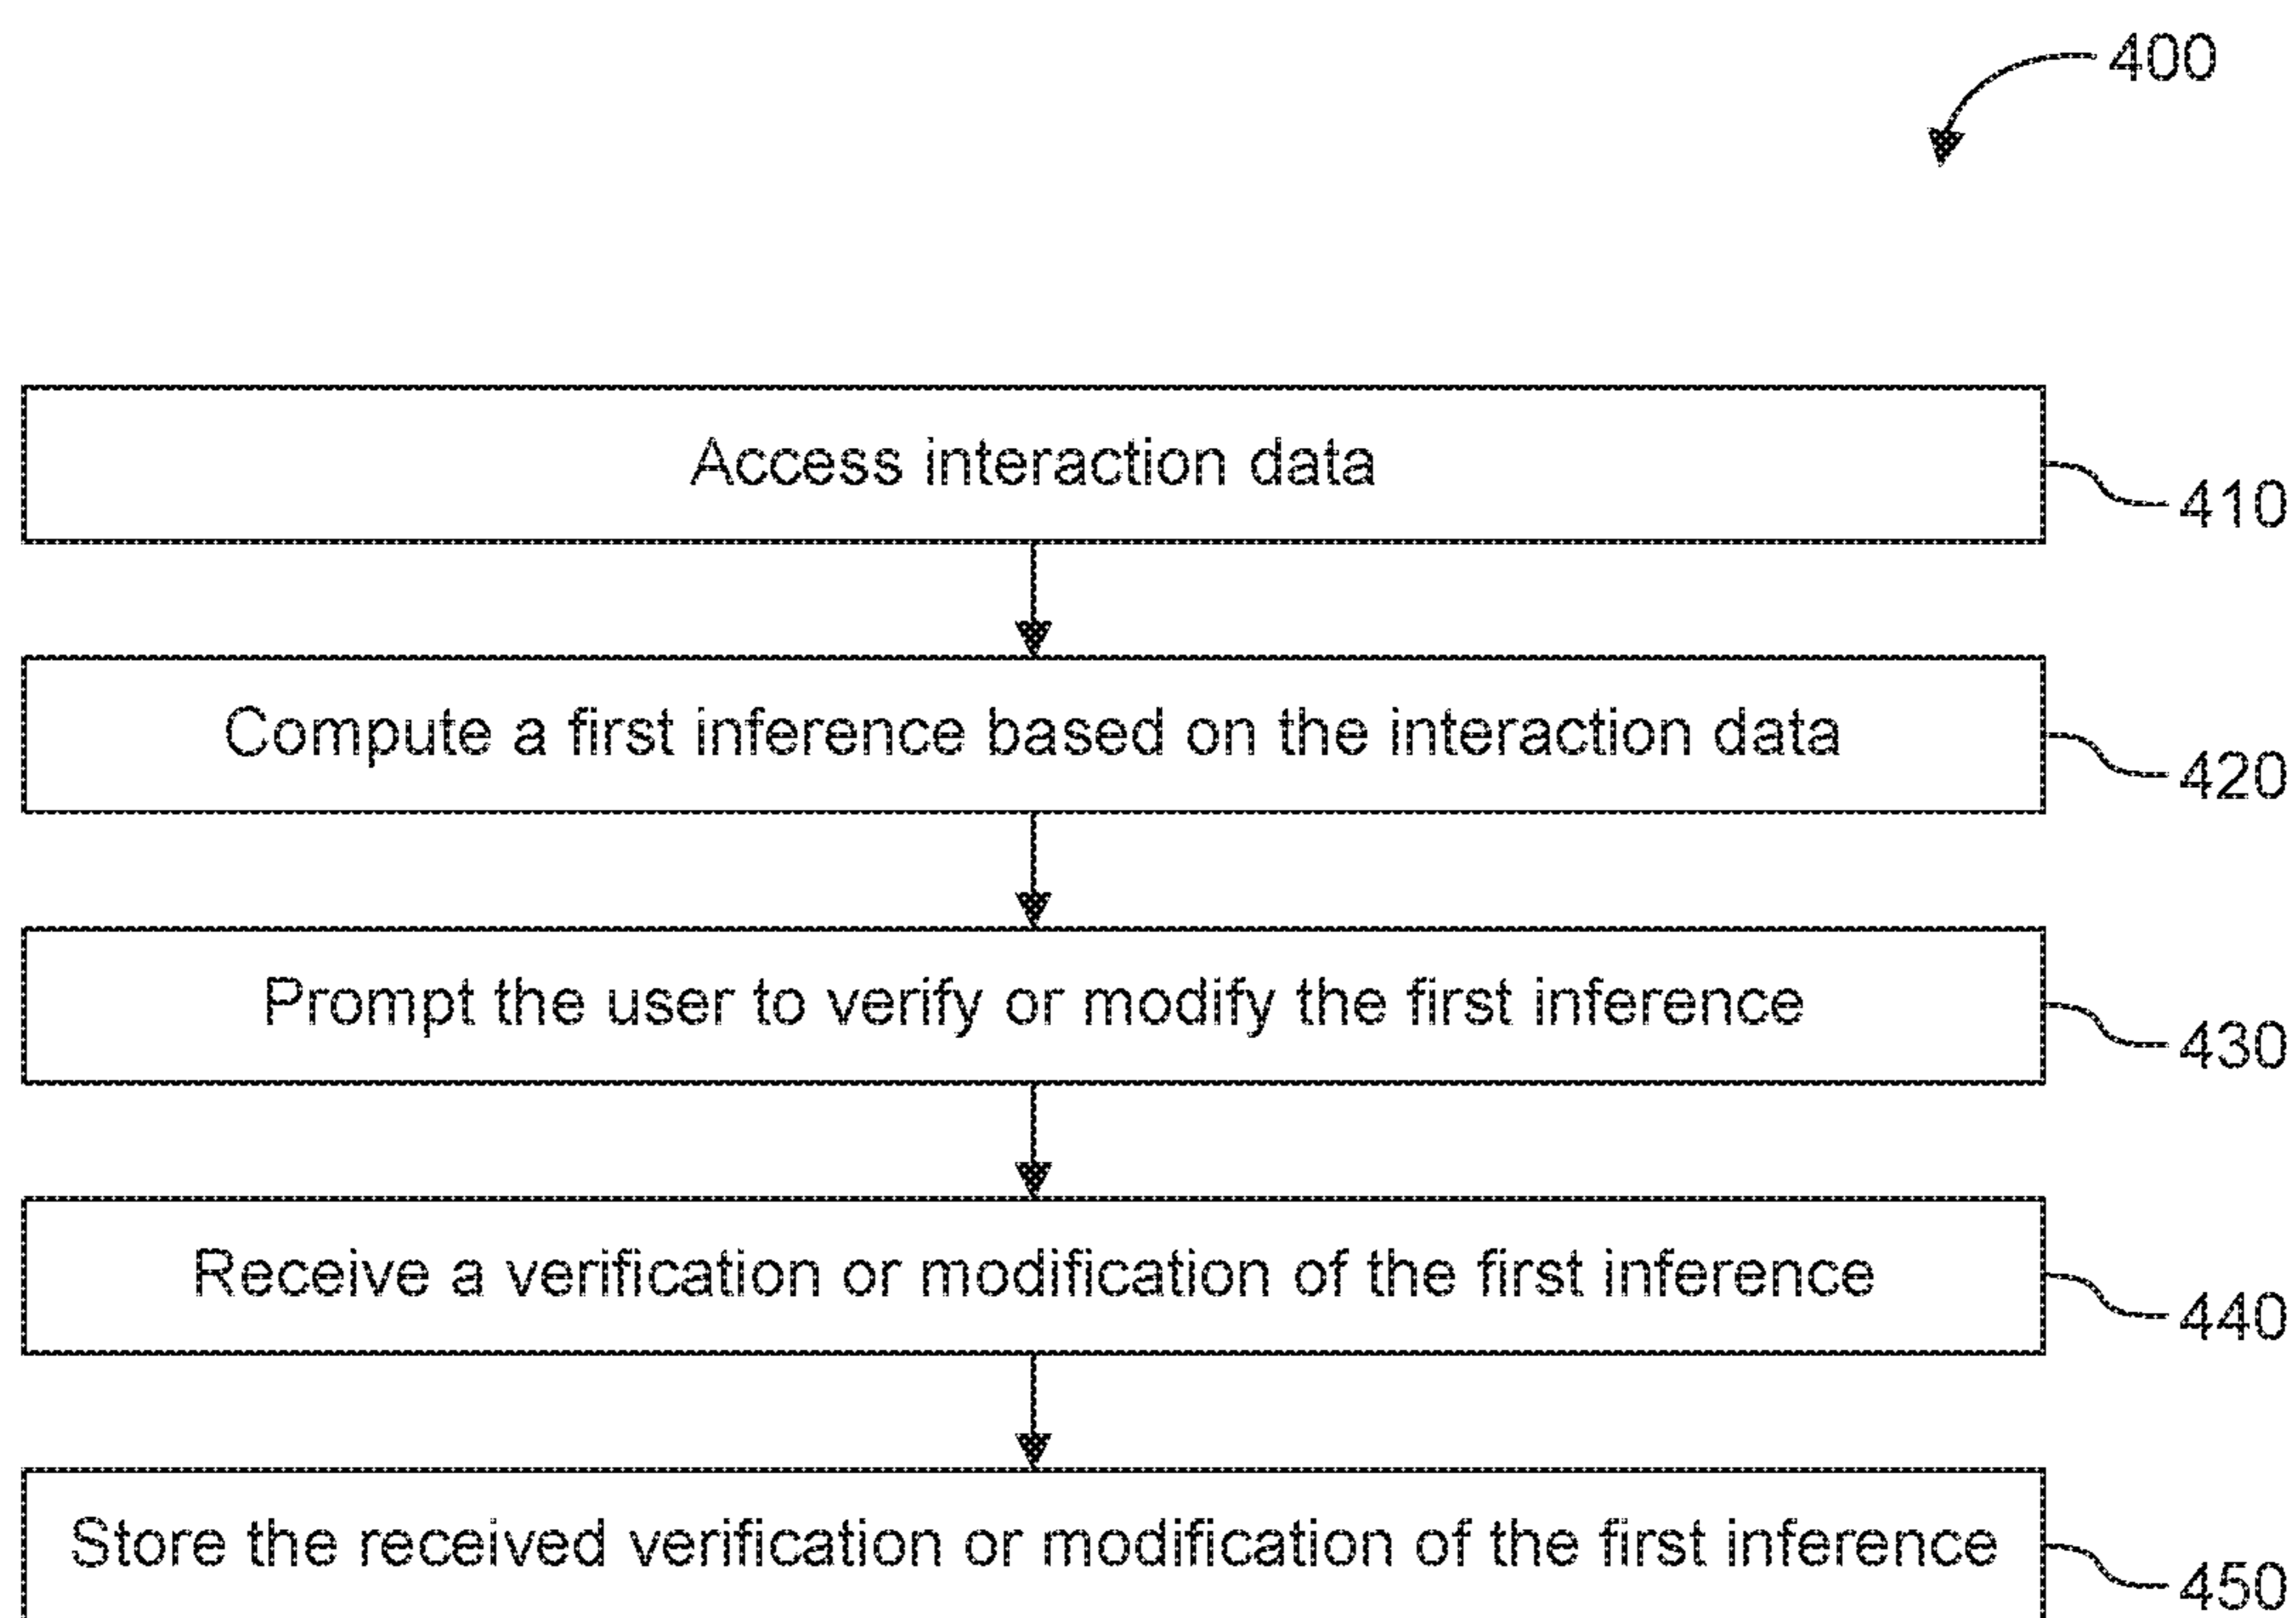 400
Access interaction data
410
Compute a first inference based on the interaction data
420
Prompt the user to verify or modify the first inference
430
Receive a verification or modification of the first inference
440
Store the received verification or modification of the first inference
450